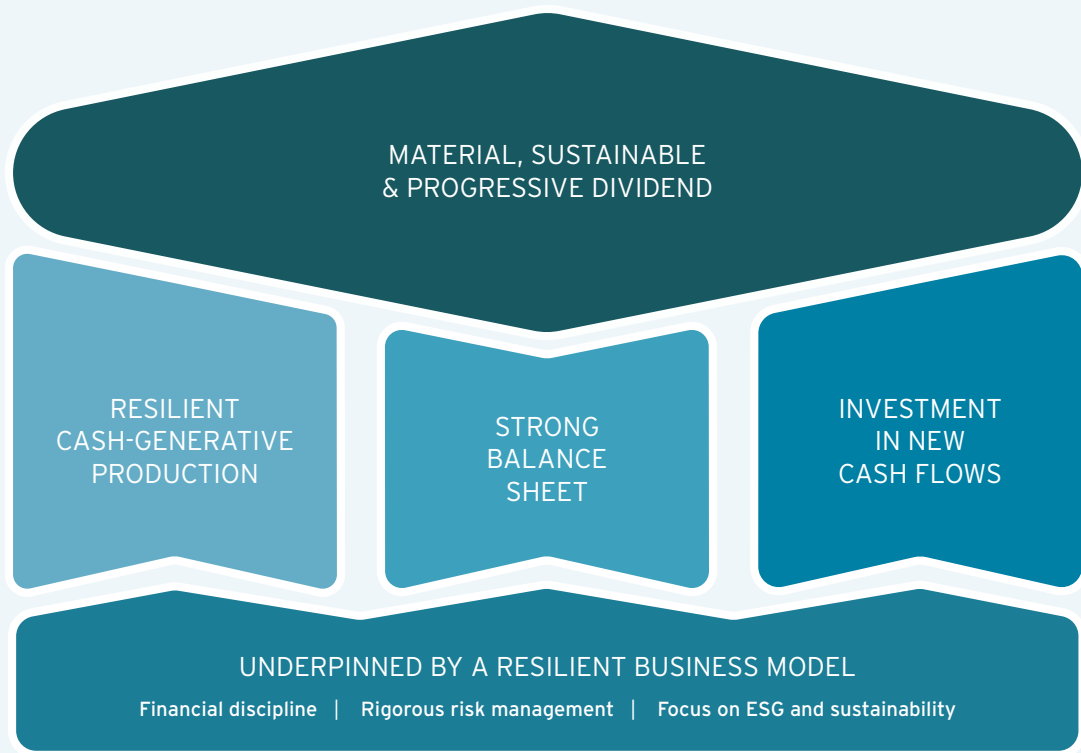 MATERIAL, SUSTAINABLE
& PROGRESSIVE DIVIDEND
RESILIENT
CASH-GENERATIVE
PRODUCTION
STRONG
BALANCE
SHEET
INVESTMENT
IN NEW
CASH FLOWS
UNDERPINNED BY A RESILIENT BUSINESS MODEL
Financial discipline | Rigorous risk management | Focus on ESG and sustainability